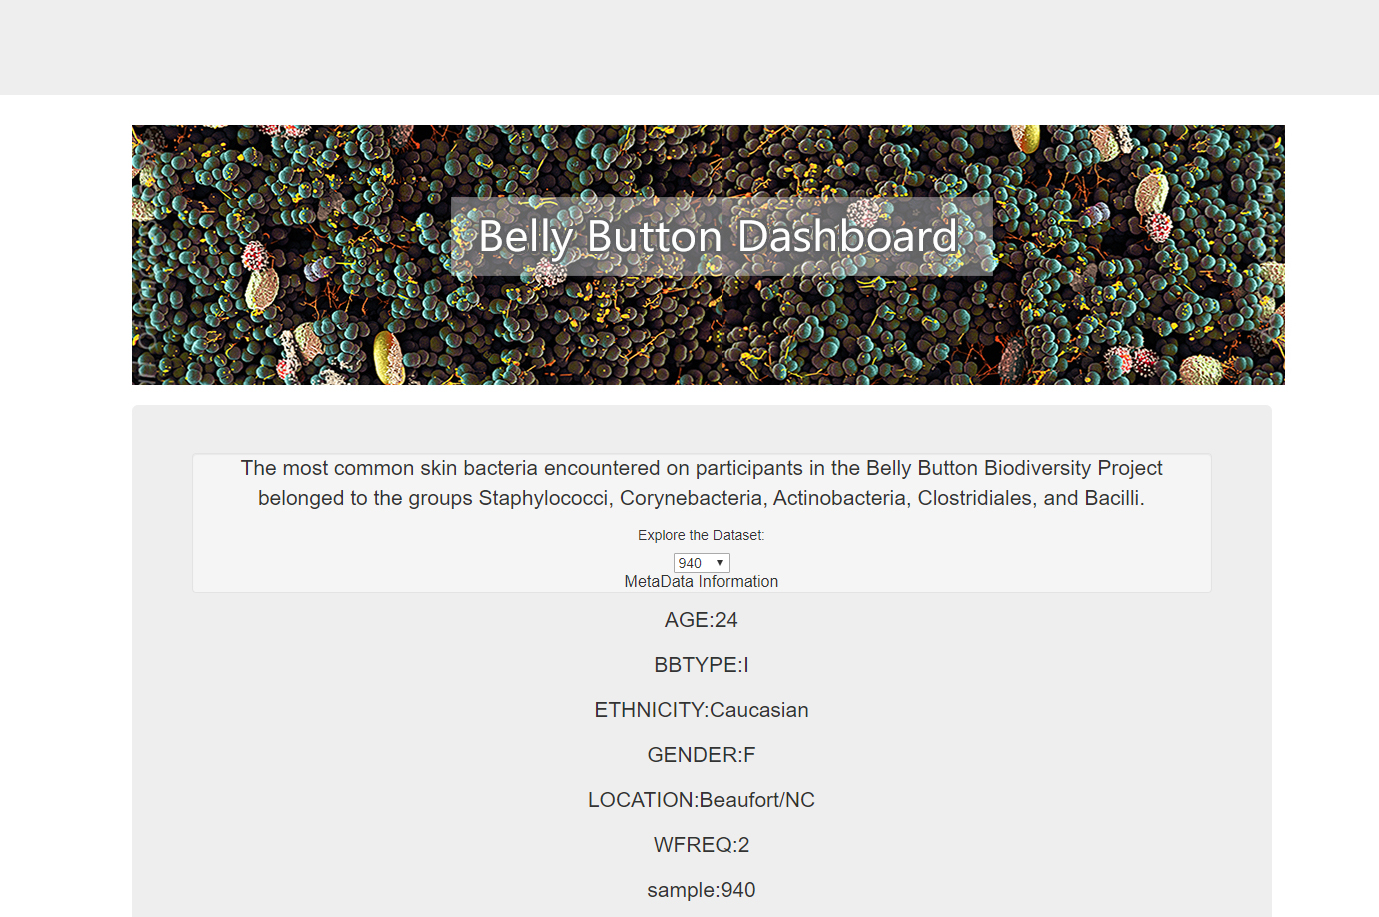 Belly Button Dashboard
The most common skin bacteria encountered on participants in the Belly Button Biodiversity Project
belonged to the groups Staphylococci, Corynebacteria, Actinobacteria, Clostridiales, and Bacilli.
Explore the Dataset:
940
MetaData Information
AGE:24
BBTYPE:I
ETHNICITY:Caucasian
GENDER:F
LOCATION:Beaufort/NC
WFREQ:2
sample:940